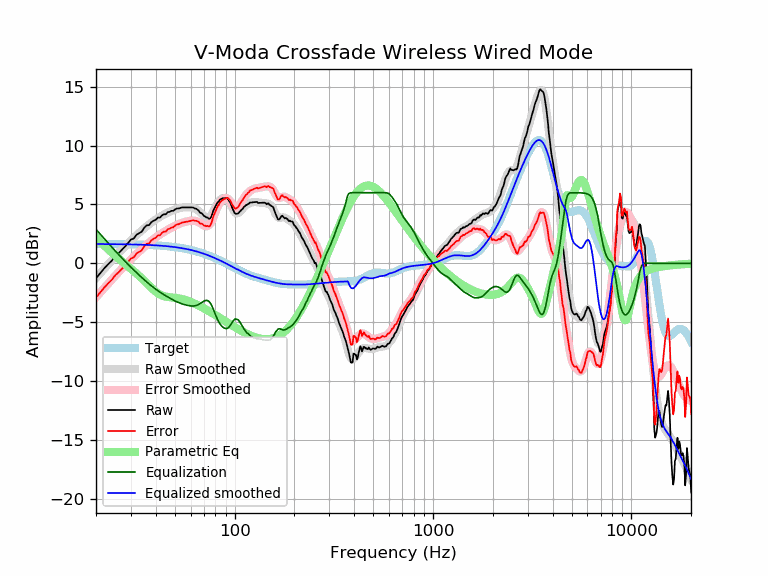 V-Moda Crossfade Wireless Wired Mode
15
10
5
0
−5
−10
−15
−20
Amplitude (dBr)
Target
Raw Smoothed
Error Smoothed
Raw
Error
Parametric Eq
Equalization
Equalized smoothed
100
1000
10000
Frequency (Hz)